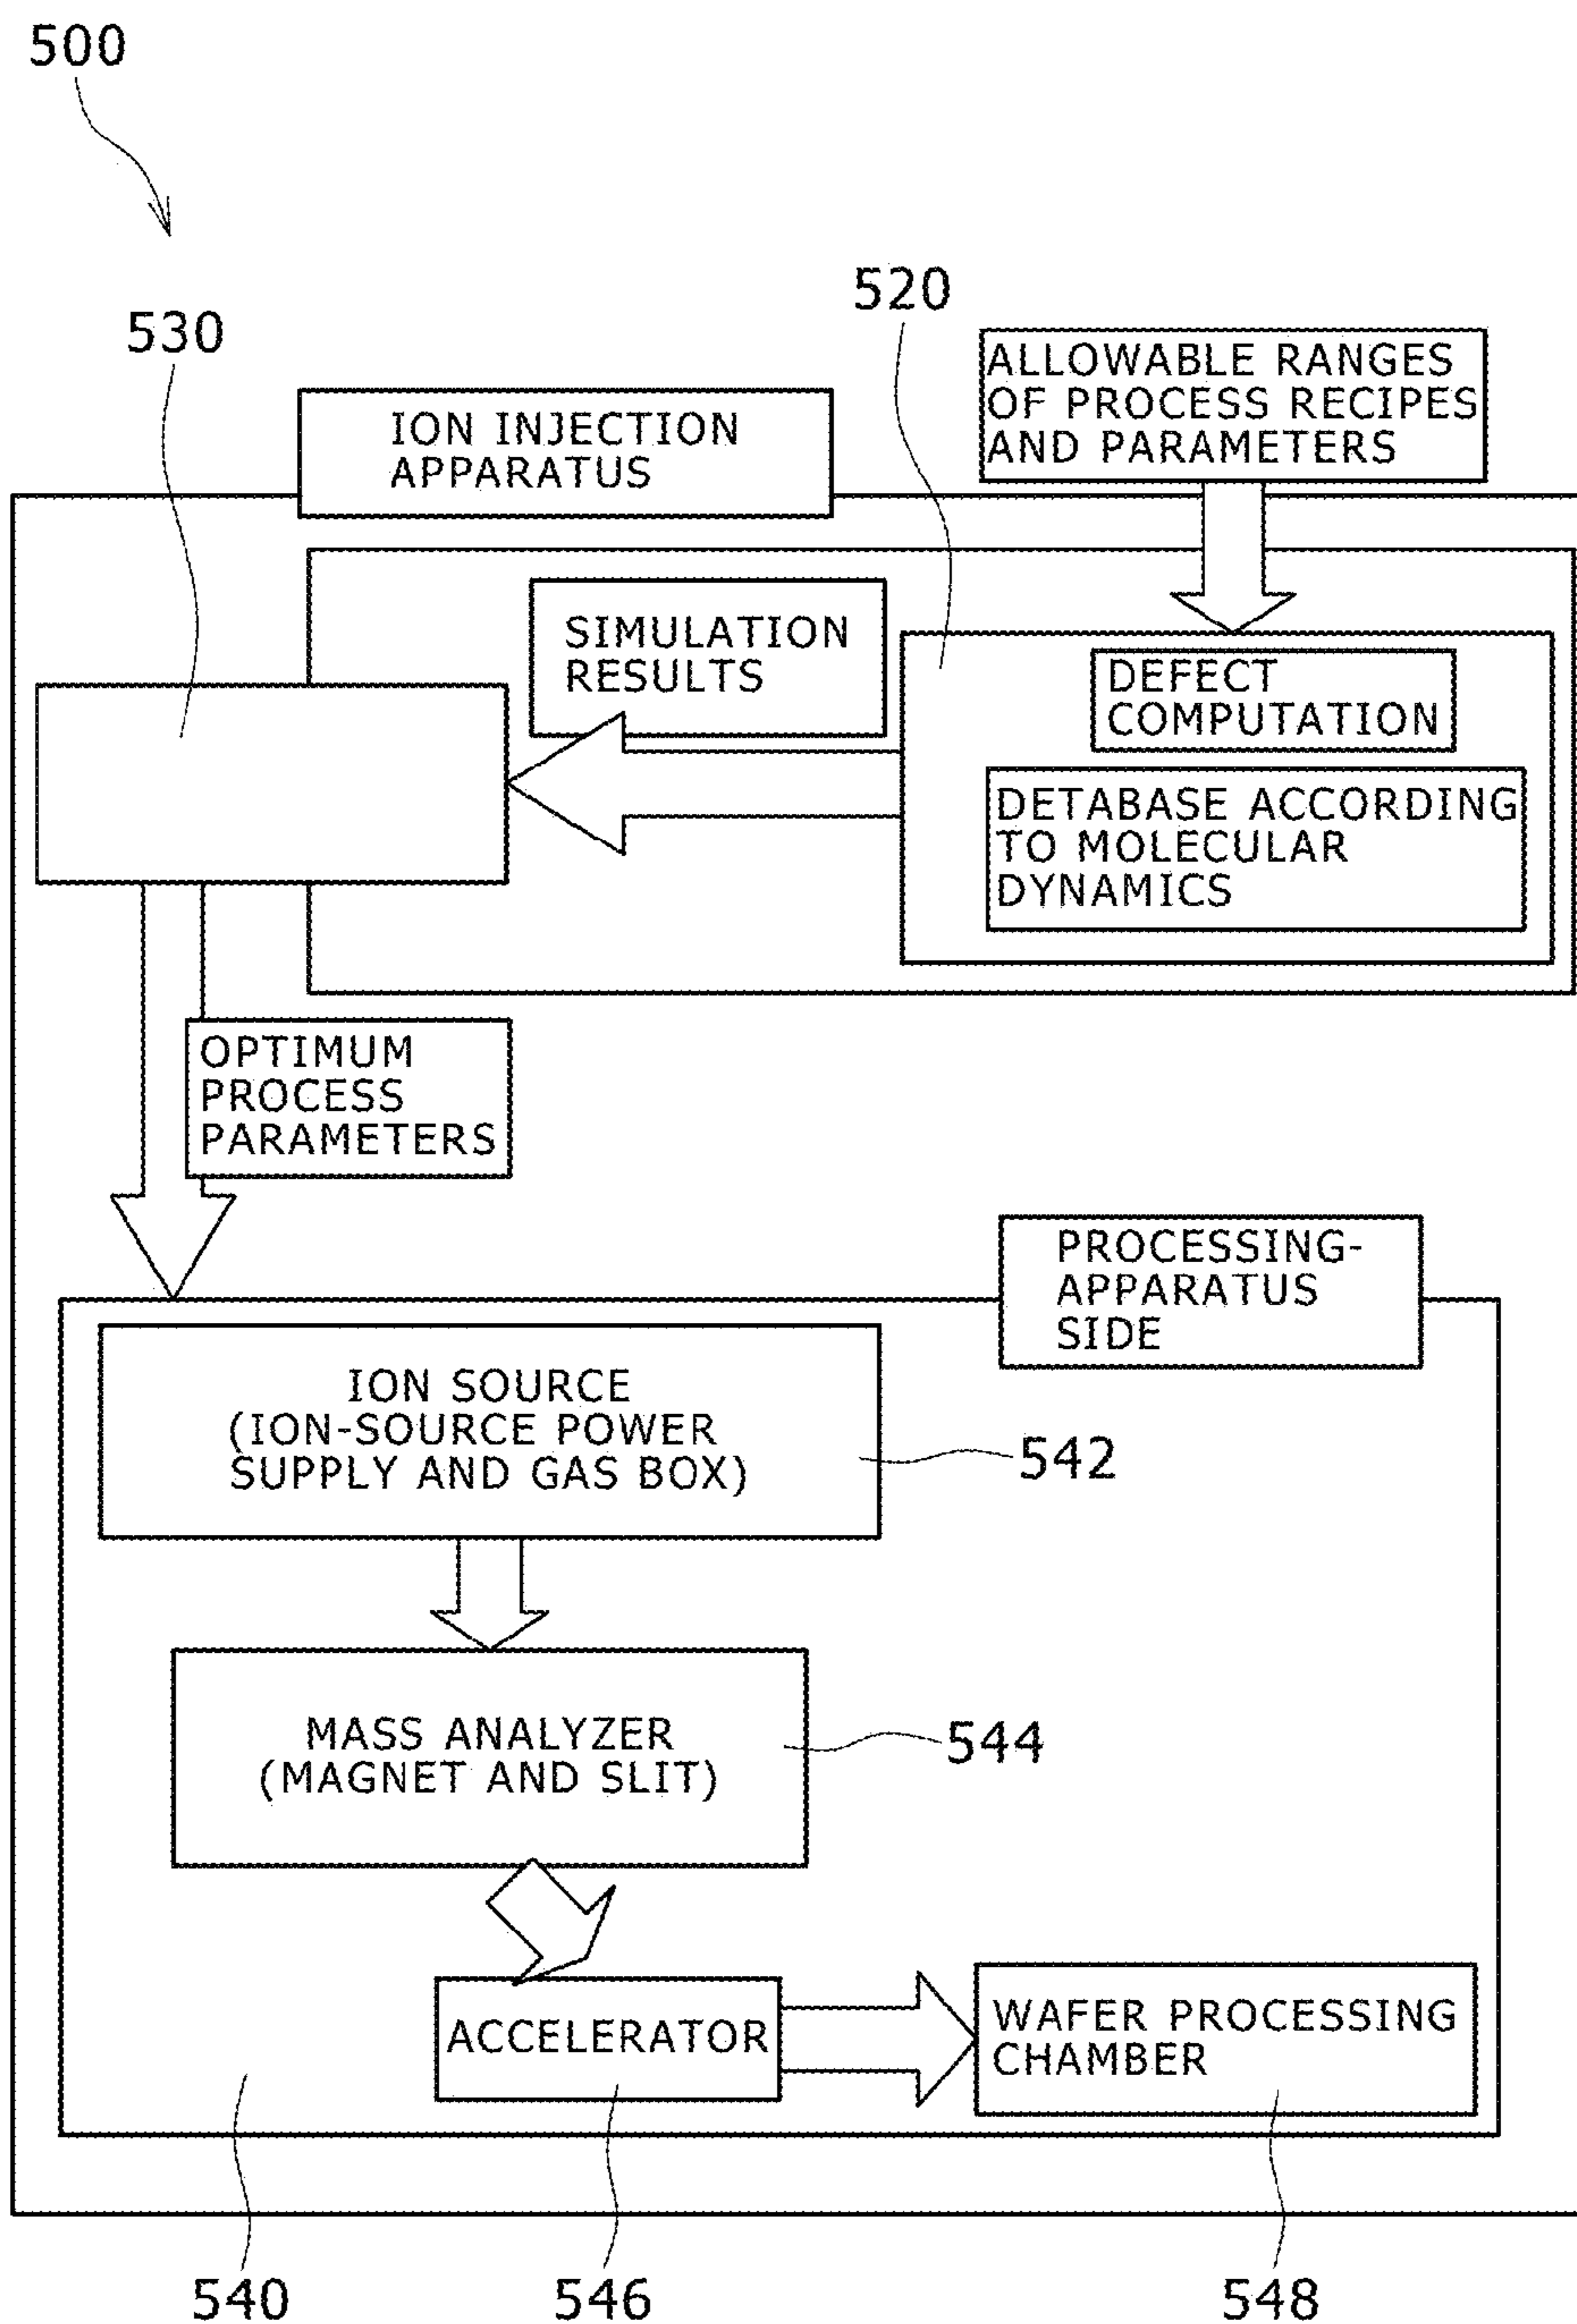 500
520
530
ALLOWABLE RANGES
OF PROCESS RECIPES
AND PARAMETERS
ION INJECTION
APPARATUS
SIMULATION
RESULTS
DEFECT
COMPUTATION
DETABASE ACCORDING
TO MOLECULAR
DYNAMICS
OPTIMUM
PROCESS
PARAMETERS
PROCESSING-
APPARATUS
SIDE
ION SOURCE
(ION-SOURCE POWER
SUPPLY AND GAS BOX)
542
MASS ANALYZER
(MAGNET AND SLIT)
544
ACCELERATOR
WAFER PROCESSING
CHAMBER
540
546
548